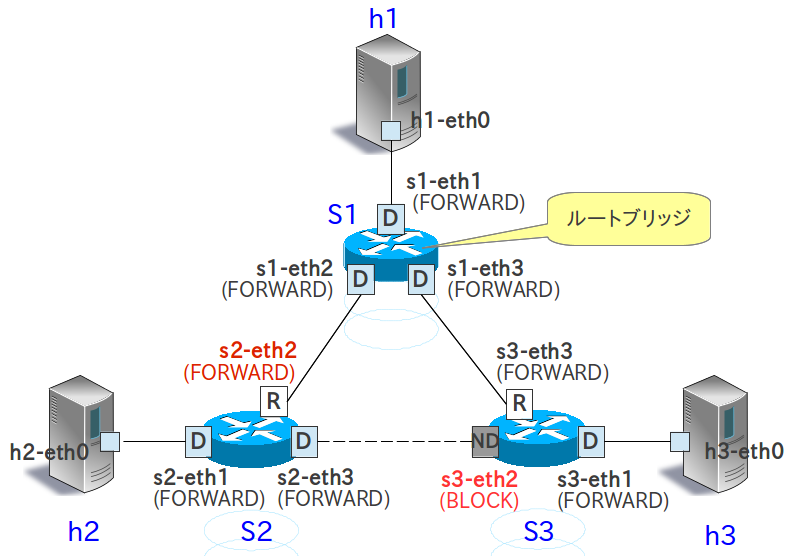 h1
h1-eth0
s1-eth1
(FORWARD)
S1
D
ルートブリッジ
s1-eth2
(FORWARD)
D
D
s1-eth3
(FORWARD)
s2-eth2
(FORWARD)
s3-eth3
(FORWARD)
R
R
h2-eth0
D
D
ND
D
h3-eth0
s2-eth1
(FORWARD)
s2-eth3
(FORWARD)
s3-eth2
(BLOCK)
s3-eth1
(FORWARD)
h2
S2
S3
h3